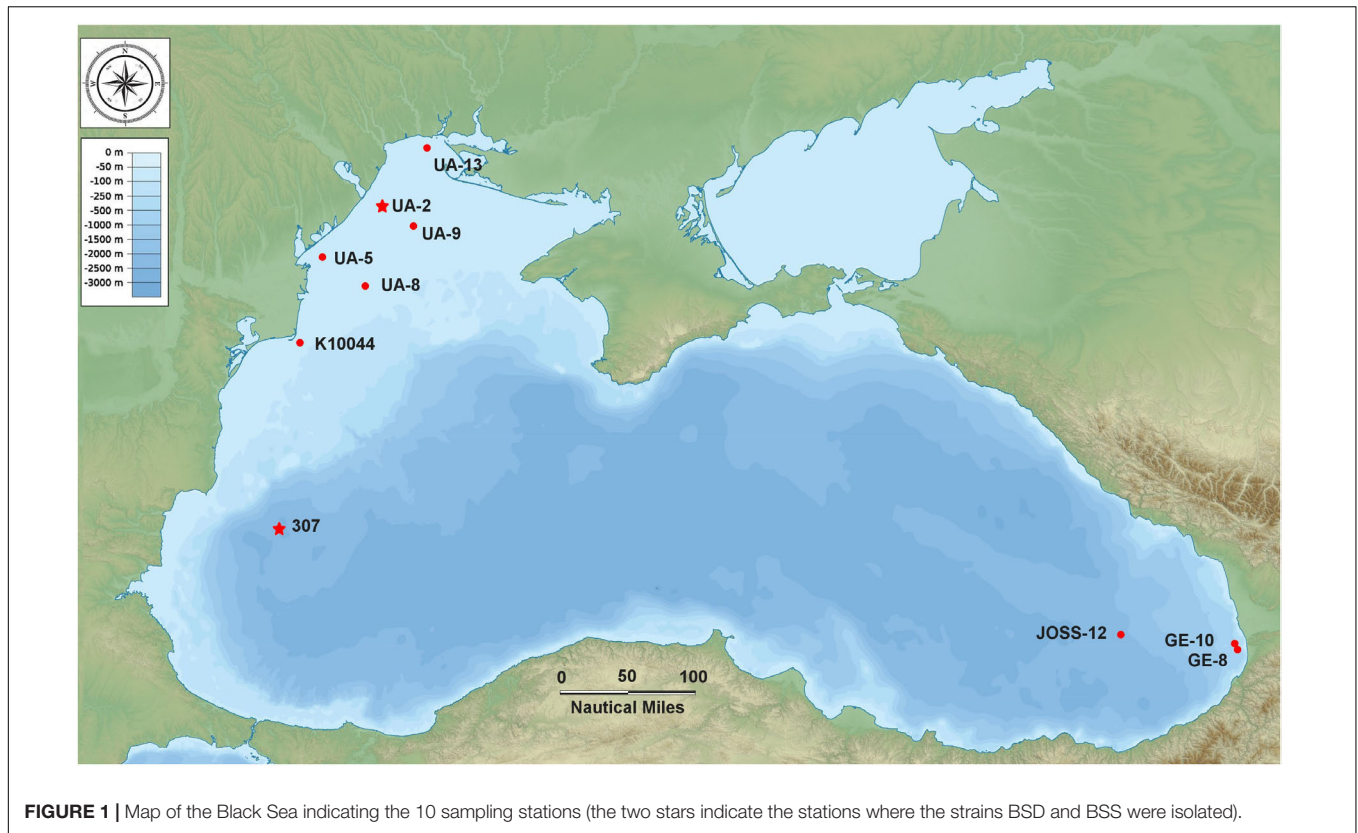 N
W
E
S
0 m
-50 m
-100 m
-250 m
-500 m
-1000 m
-1500 m
-2000 m
-2500 m
-3000 m
UA-13
UA-2
UA-9
UA-5
UA-8
K10044
307
JOSS-12
GE-10
GE-8
0 50 100
Nautical Miles
FIGURE 1 | Map of the Black Sea indicating the 10 sampling stations (the two stars indicate the stations where the strains BSD and BSS were isolated).